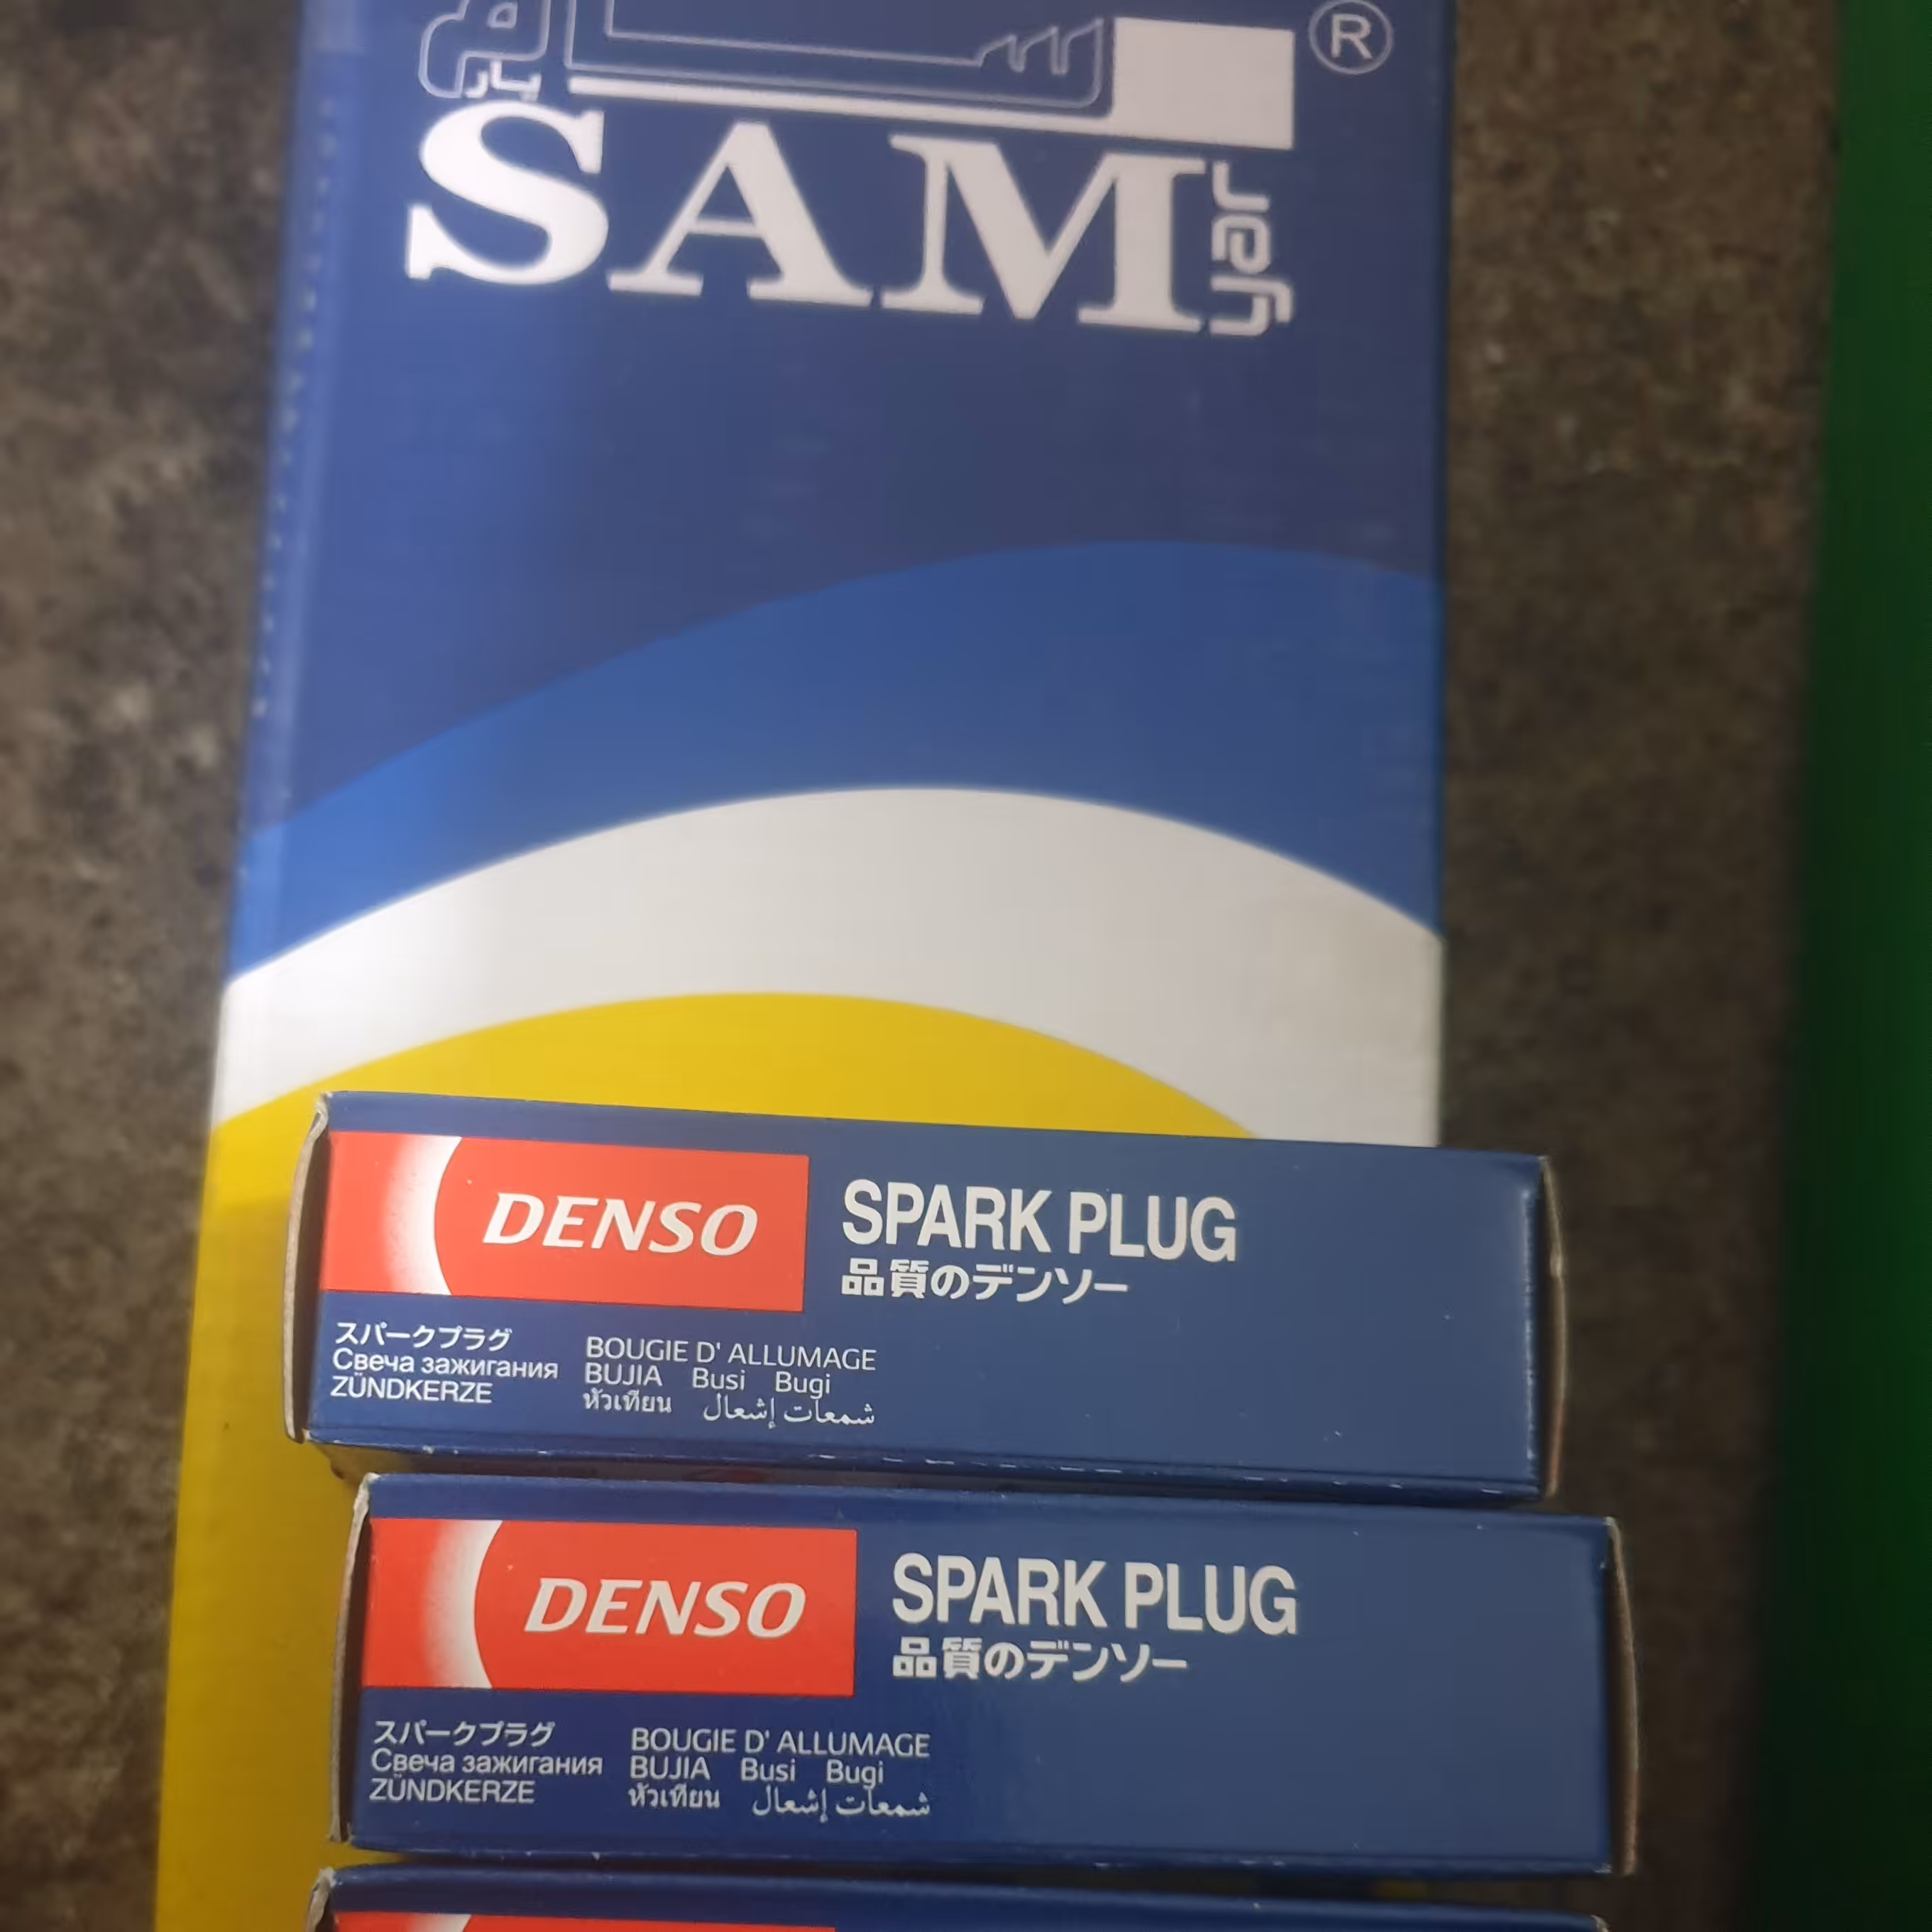 سام
®
یار
SAM
yar
DENSO
SPARK PLUG
品質のデンソー
スパークプラグ
Свеча зажигания
ZÜNDKERZE
BOUGIE D' ALLUMAGE
BUJIA Busi Bugi
หัวเทียน شمعات إشعال
DENSO
SPARK PLUG
品質のデンソー
スパークプラグ
Свеча зажигания
ZÜNDKERZE
BOUGIE D' ALLUMAGE
BUJIA Busi Bugi
หัวเทียน شمعات إشعال